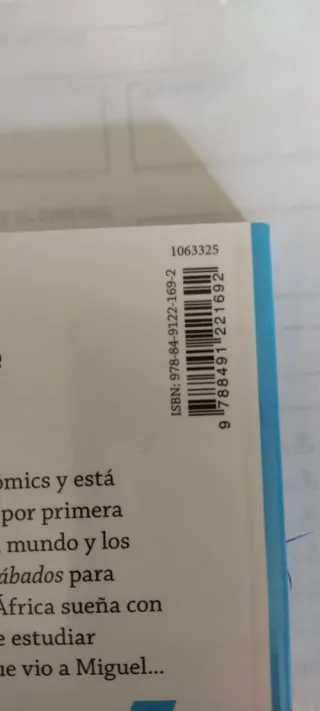 1063325
ISBN: 978-84-9122-169-2
9 788491 221692
ómics y está
por primera
, mundo y los
ábados para
África sueña con
e estudiar
ue vio a Miguel...